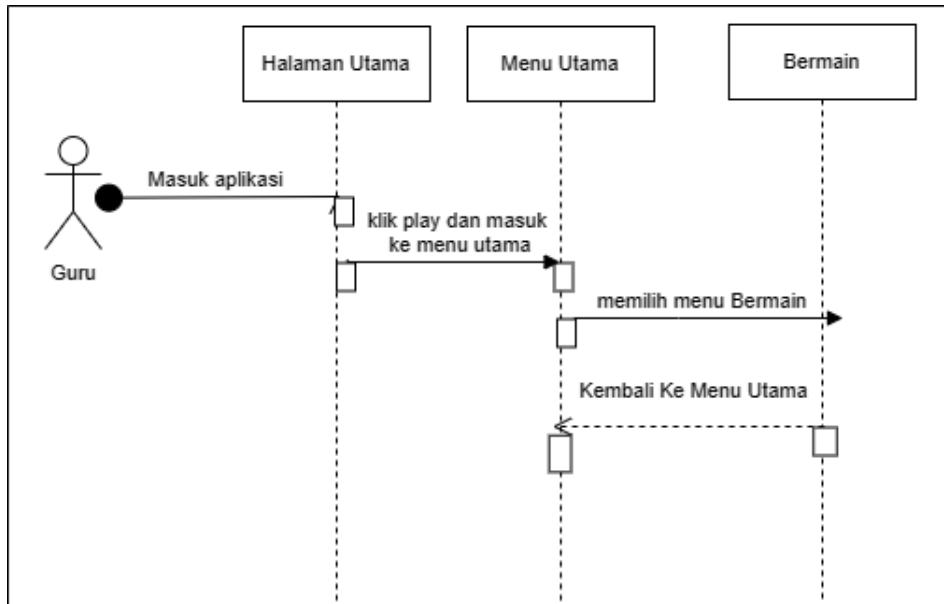 Halaman Utama
Menu Utama
Bermain
Masuk aplikasi
klik play dan masuk
ke menu utama
Guru
memilih menu Bermain
Kembali Ke Menu Utama